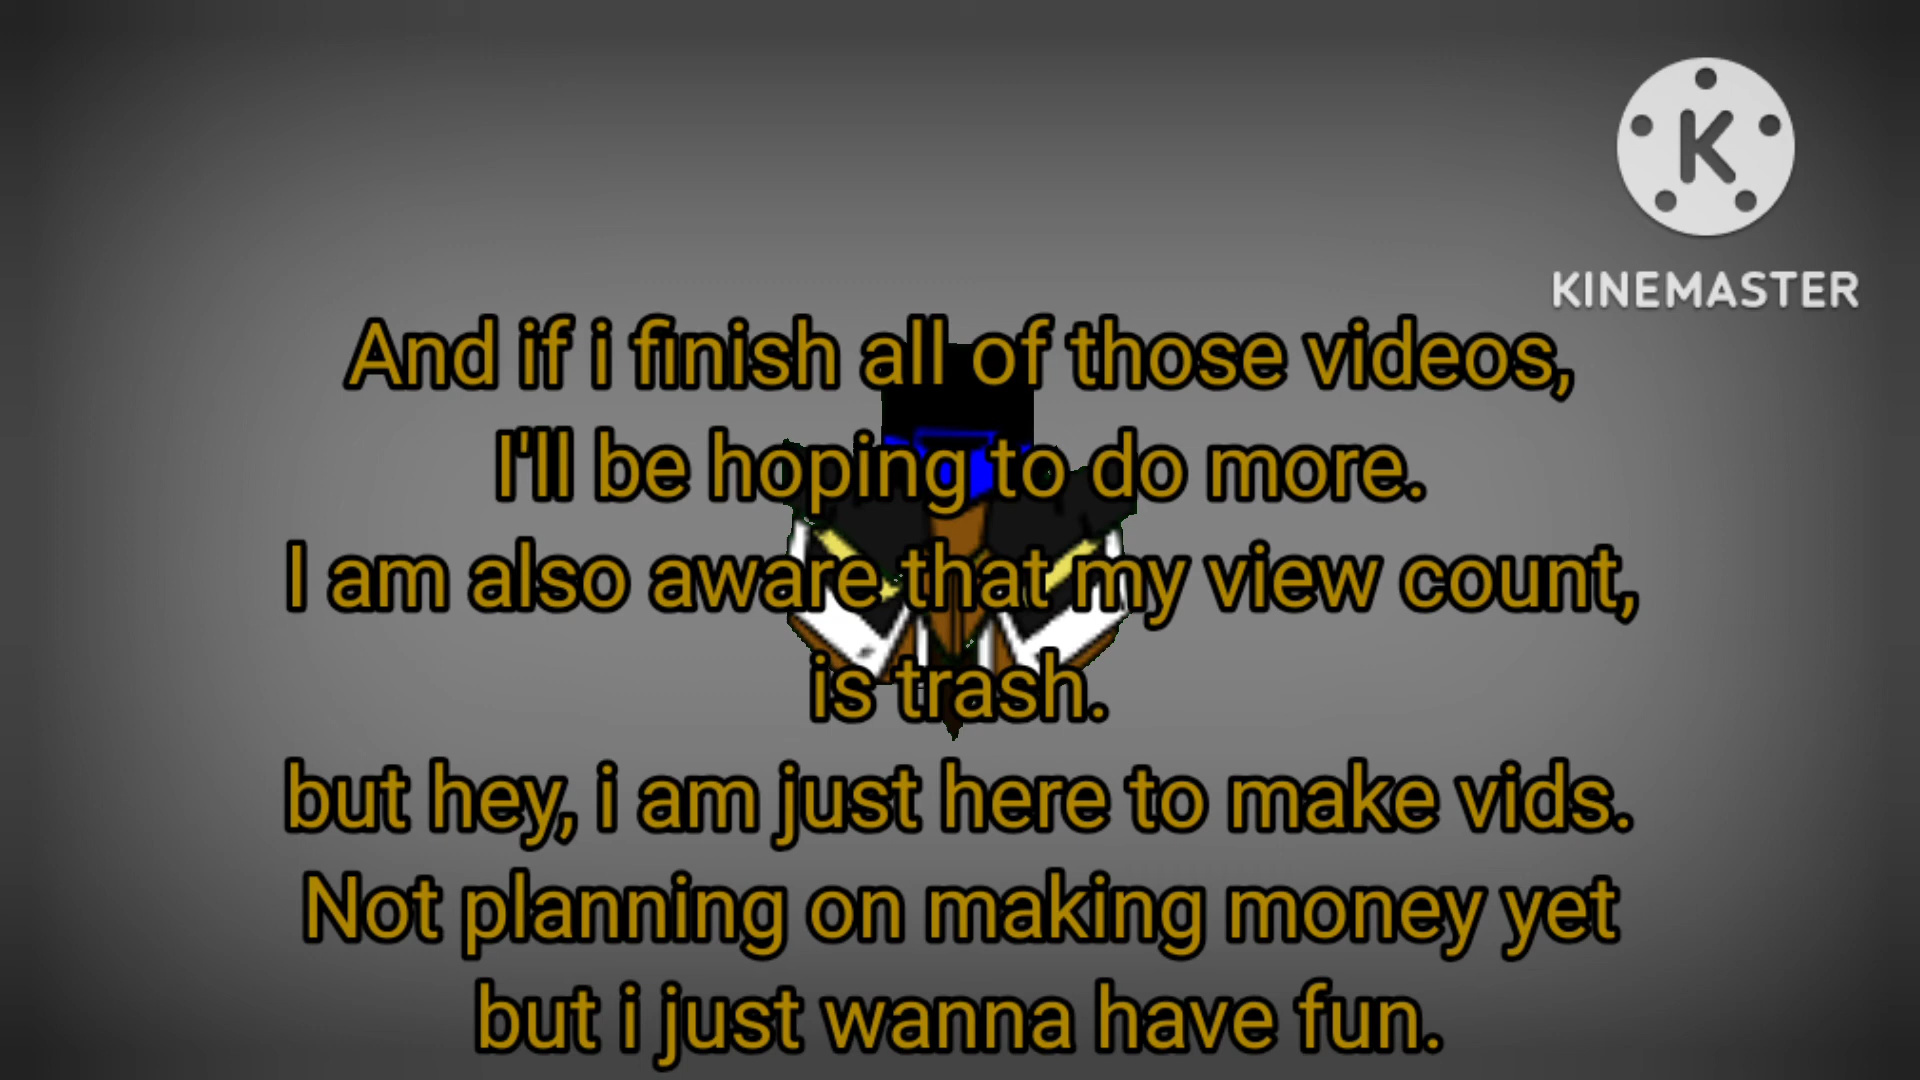 K
KINEMASTER
And if i finish all of those videos,
I'll be hoping to do more.
I am also aware that my view count,
is trash.
but hey, i am just here to make vids.
Not planning on making money yet
but i just wanna have fun.